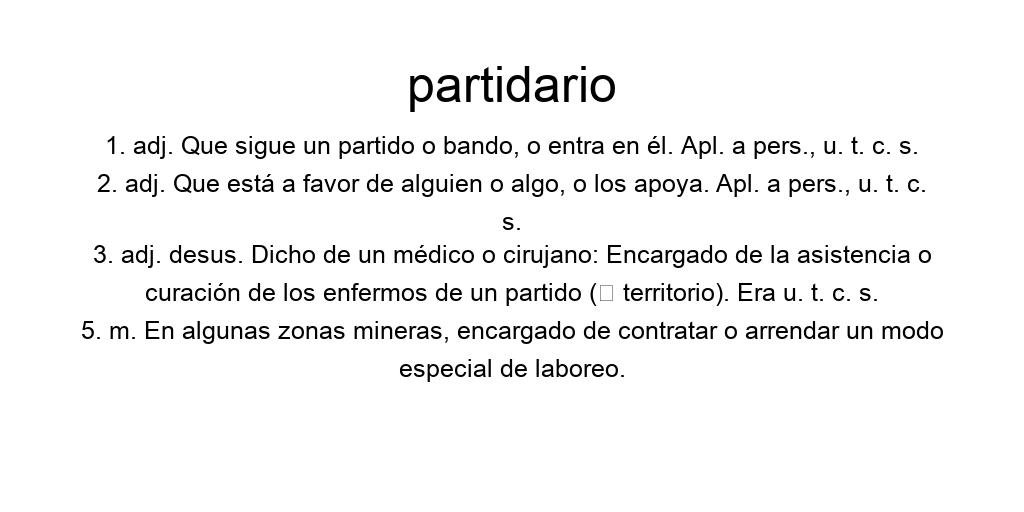 partidario
1. adj. Que sigue un partido o bando, o entra en él. Apl. a pers., u. t. c. s.
2. adj. Que está a favor de alguien o algo, o los apoya. Apl. a pers., u. t. c.
s.
3. adj. desus. Dicho de un médico o cirujano: Encargado de la asistencia o
curación de los enfermos de un partido (▯ territorio). Era u. t. c. s.
5. m. En algunas zonas mineras, encargado de contratar o arrendar un modo
especial de laboreo.